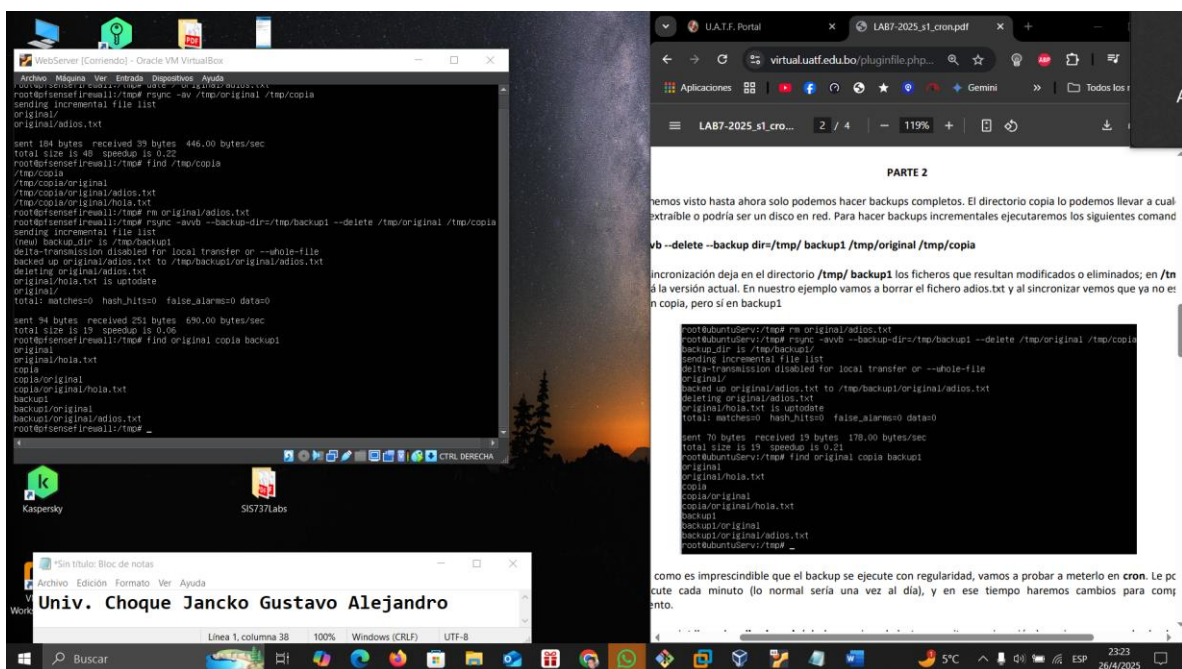 WebServer [Corriendo] - Oracle VM VirtualBox
Archivo Máquina Ver Entrada Dispositivos Ayuda
root@pfsensefirewall:/tmp# rsync -av /tmp/original /tmp/copia
sending incremental file list
original/
original/adios.txt
sent 184 bytes received 39 bytes 446.00 bytes/sec
total size is 48 speedup is 0.22
root@pfsensefirewall:/tmp# find /tmp/copia
/tmp/copia
/tmp/copia/original
/tmp/copia/original/adios.txt
/tmp/copia/original/hola.txt
root@pfsensefirewall:/tmp# rm original/adios.txt
root@pfsensefirewall:/tmp# rsync -avvb --backup-dir=/tmp/backup1 --delete /tmp/original /tmp/copia
sending incremental file list
(new) backup_dir is /tmp/backup1
delta-transmission disabled for local transfer or --whole-file
backed up original/adios.txt to /tmp/backup1/original/adios.txt
deleting original/adios.txt
original/hola.txt is uptodate
original/
total: matches=0 hash_hits=0 false_alarms=0 data=0
sent 94 bytes received 251 bytes 690.00 bytes/sec
total size is 19 speedup is 0.06
root@pfsensefirewall:/tmp# find original copia backup1
original
original/hola.txt
copia
copia/original
copia/original/hola.txt
backup1
backup1/original
backup1/original/adios.txt
root@pfsensefirewall:/tmp# _
CTRL DERECHA
Kaspersky
SIS737Labs
*Sin título: Bloc de notas
Archivo Edición Formato Ver Ayuda
Univ. Choque Jancko Gustavo Alejandro
Línea 1, columna 38 100% Windows (CRLF) UTF-8
U.A.T.F. Portal
LAB7-2025_s1_cron.pdf
virtual.uatf.edu.bo/pluginfile.php...
Aplicaciones
Gemini
Todos los
LAB7-2025_s1_cro... 2 / 4 119%
PARTE 2
hemos visto hasta ahora solo podemos hacer backups completos. El directorio copia lo podemos llevar a cual
extraíble o podría ser un disco en red. Para hacer backups incrementales ejecutaremos los siguientes comand
vb --delete --backup dir=/tmp/ backup1 /tmp/original /tmp/copia
incronización deja en el directorio /tmp/ backup1 los ficheros que resultan modificados o eliminados; en /tn
á la versión actual. En nuestro ejemplo vamos a borrar el fichero adios.txt y al sincronizar vemos que ya no es
n copia, pero sí en backup1
root@ubuntuServ:/tmp# rm original/adios.txt
root@ubuntuServ:/tmp# rsync -avvb --backup-dir=/tmp/backup1 --delete /tmp/original /tmp/copia
backup_dir is /tmp/backup1/
sending incremental file list
delta-transmission disabled for local transfer or --whole-file
original/
backed up original/adios.txt to /tmp/backup1/original/adios.txt
deleting original/adios.txt
original/hola.txt is uptodate
total: matches=0 hash_hits=0 false_alarms=0 data=0
sent 70 bytes received 19 bytes 178.00 bytes/sec
total size is 19 speedup is 0.21
root@ubuntuServ:/tmp# find original copia backup1
original
original/hola.txt
copia
copia/original
copia/original/hola.txt
backup1
backup1/original
backup1/original/adios.txt
root@ubuntuServ:/tmp# _
como es imprescindible que el backup se ejecute con regularidad, vamos a probar a meterlo en cron. Le po
cute cada minuto (lo normal sería una vez al día), y en ese tiempo haremos cambios para comp
ento.
Buscar
5°C
ESP
23:23
26/4/2025